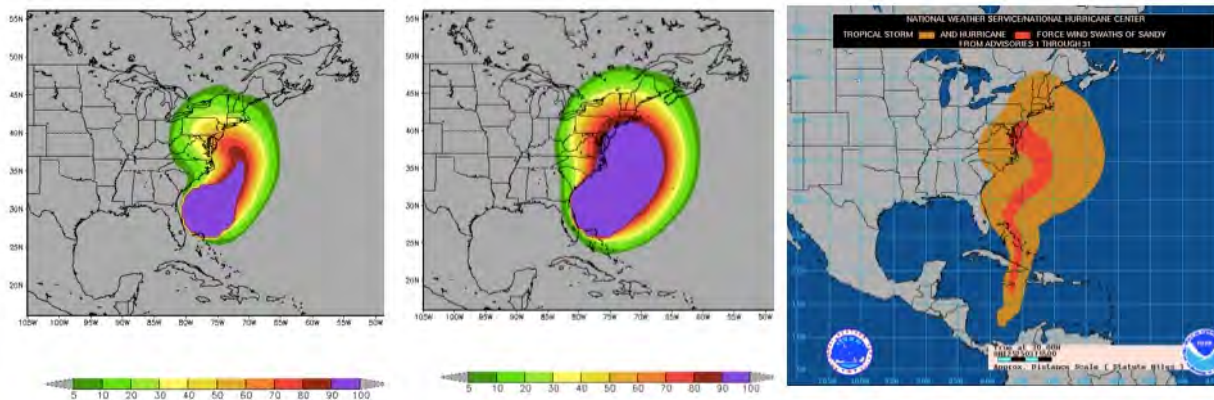 55N
50N
45N
40N
35N
30N
25N
20N
105W 100W 95W 90W 85W 80W 75W 70W 65W 60W 55W 50W
5 10 20 30 40 50 60 70 80 90 100
55N
50N
45N
40N
35N
30N
25N
20N
105W 100W 95W 90W 85W 80W 75W 70W 65W 60W 55W 50W
5 10 20 30 40 50 60 70 80 90 100
NATIONAL WEATHER SERVICE/NATIONAL HURRICANE CENTER
TROPICAL STORM AND HURRICANE FORCE WIND SWATHS OF SANDY
FROM ADVISORIES 1 THROUGH 31
True at 30.00N
Approx. Distance Scale ( Statute Miles )